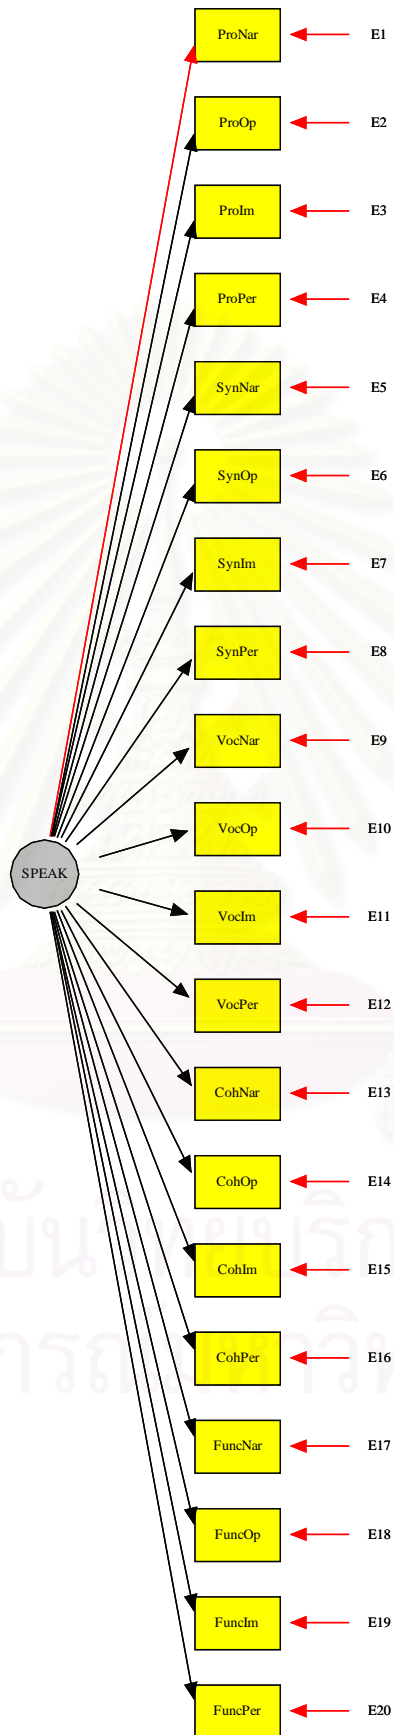 ProNar E1
ProOp E2
ProIm E3
ProPer E4
SynNar E5
SynOp E6
SynIm E7
SynPer E8
VocNar E9
VocOp E10
SPEAK
VocIm E11
VocPer E12
CohNar E13
CohOp E14
CohIm E15
CohPer E16
FuncNar E17
FuncOp E18
FuncIm E19
FuncPer E20